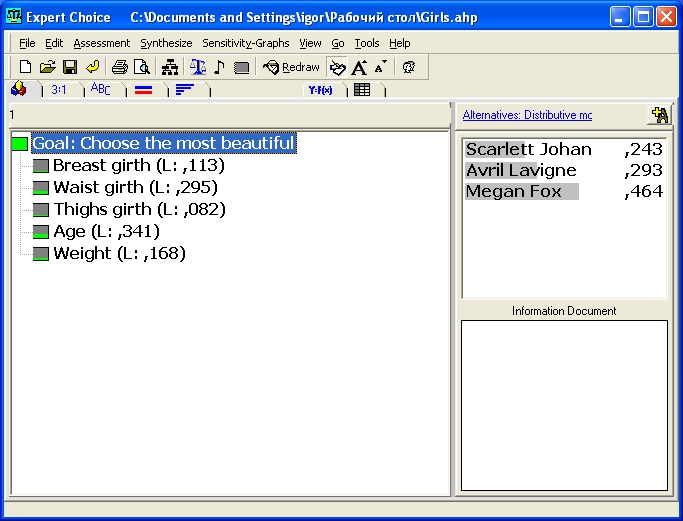 Expert Choice C:\Documents and Settings\igor\Рабочий стол\Girls.ahp
File Edit Assessment Synthesize Sensitivity-Graphs View Go Tools Help
Redraw A A
3:1 ABC Y:F(x)
1
Alternatives: Distributive mc
Goal: Choose the most beautiful
Breast girth (L: ,113)
Waist girth (L: ,295)
Thighs girth (L: ,082)
Age (L: ,341)
Weight (L: ,168)
Scarlett Johan ,243
Avril Lavigne ,293
Megan Fox ,464
Information Document